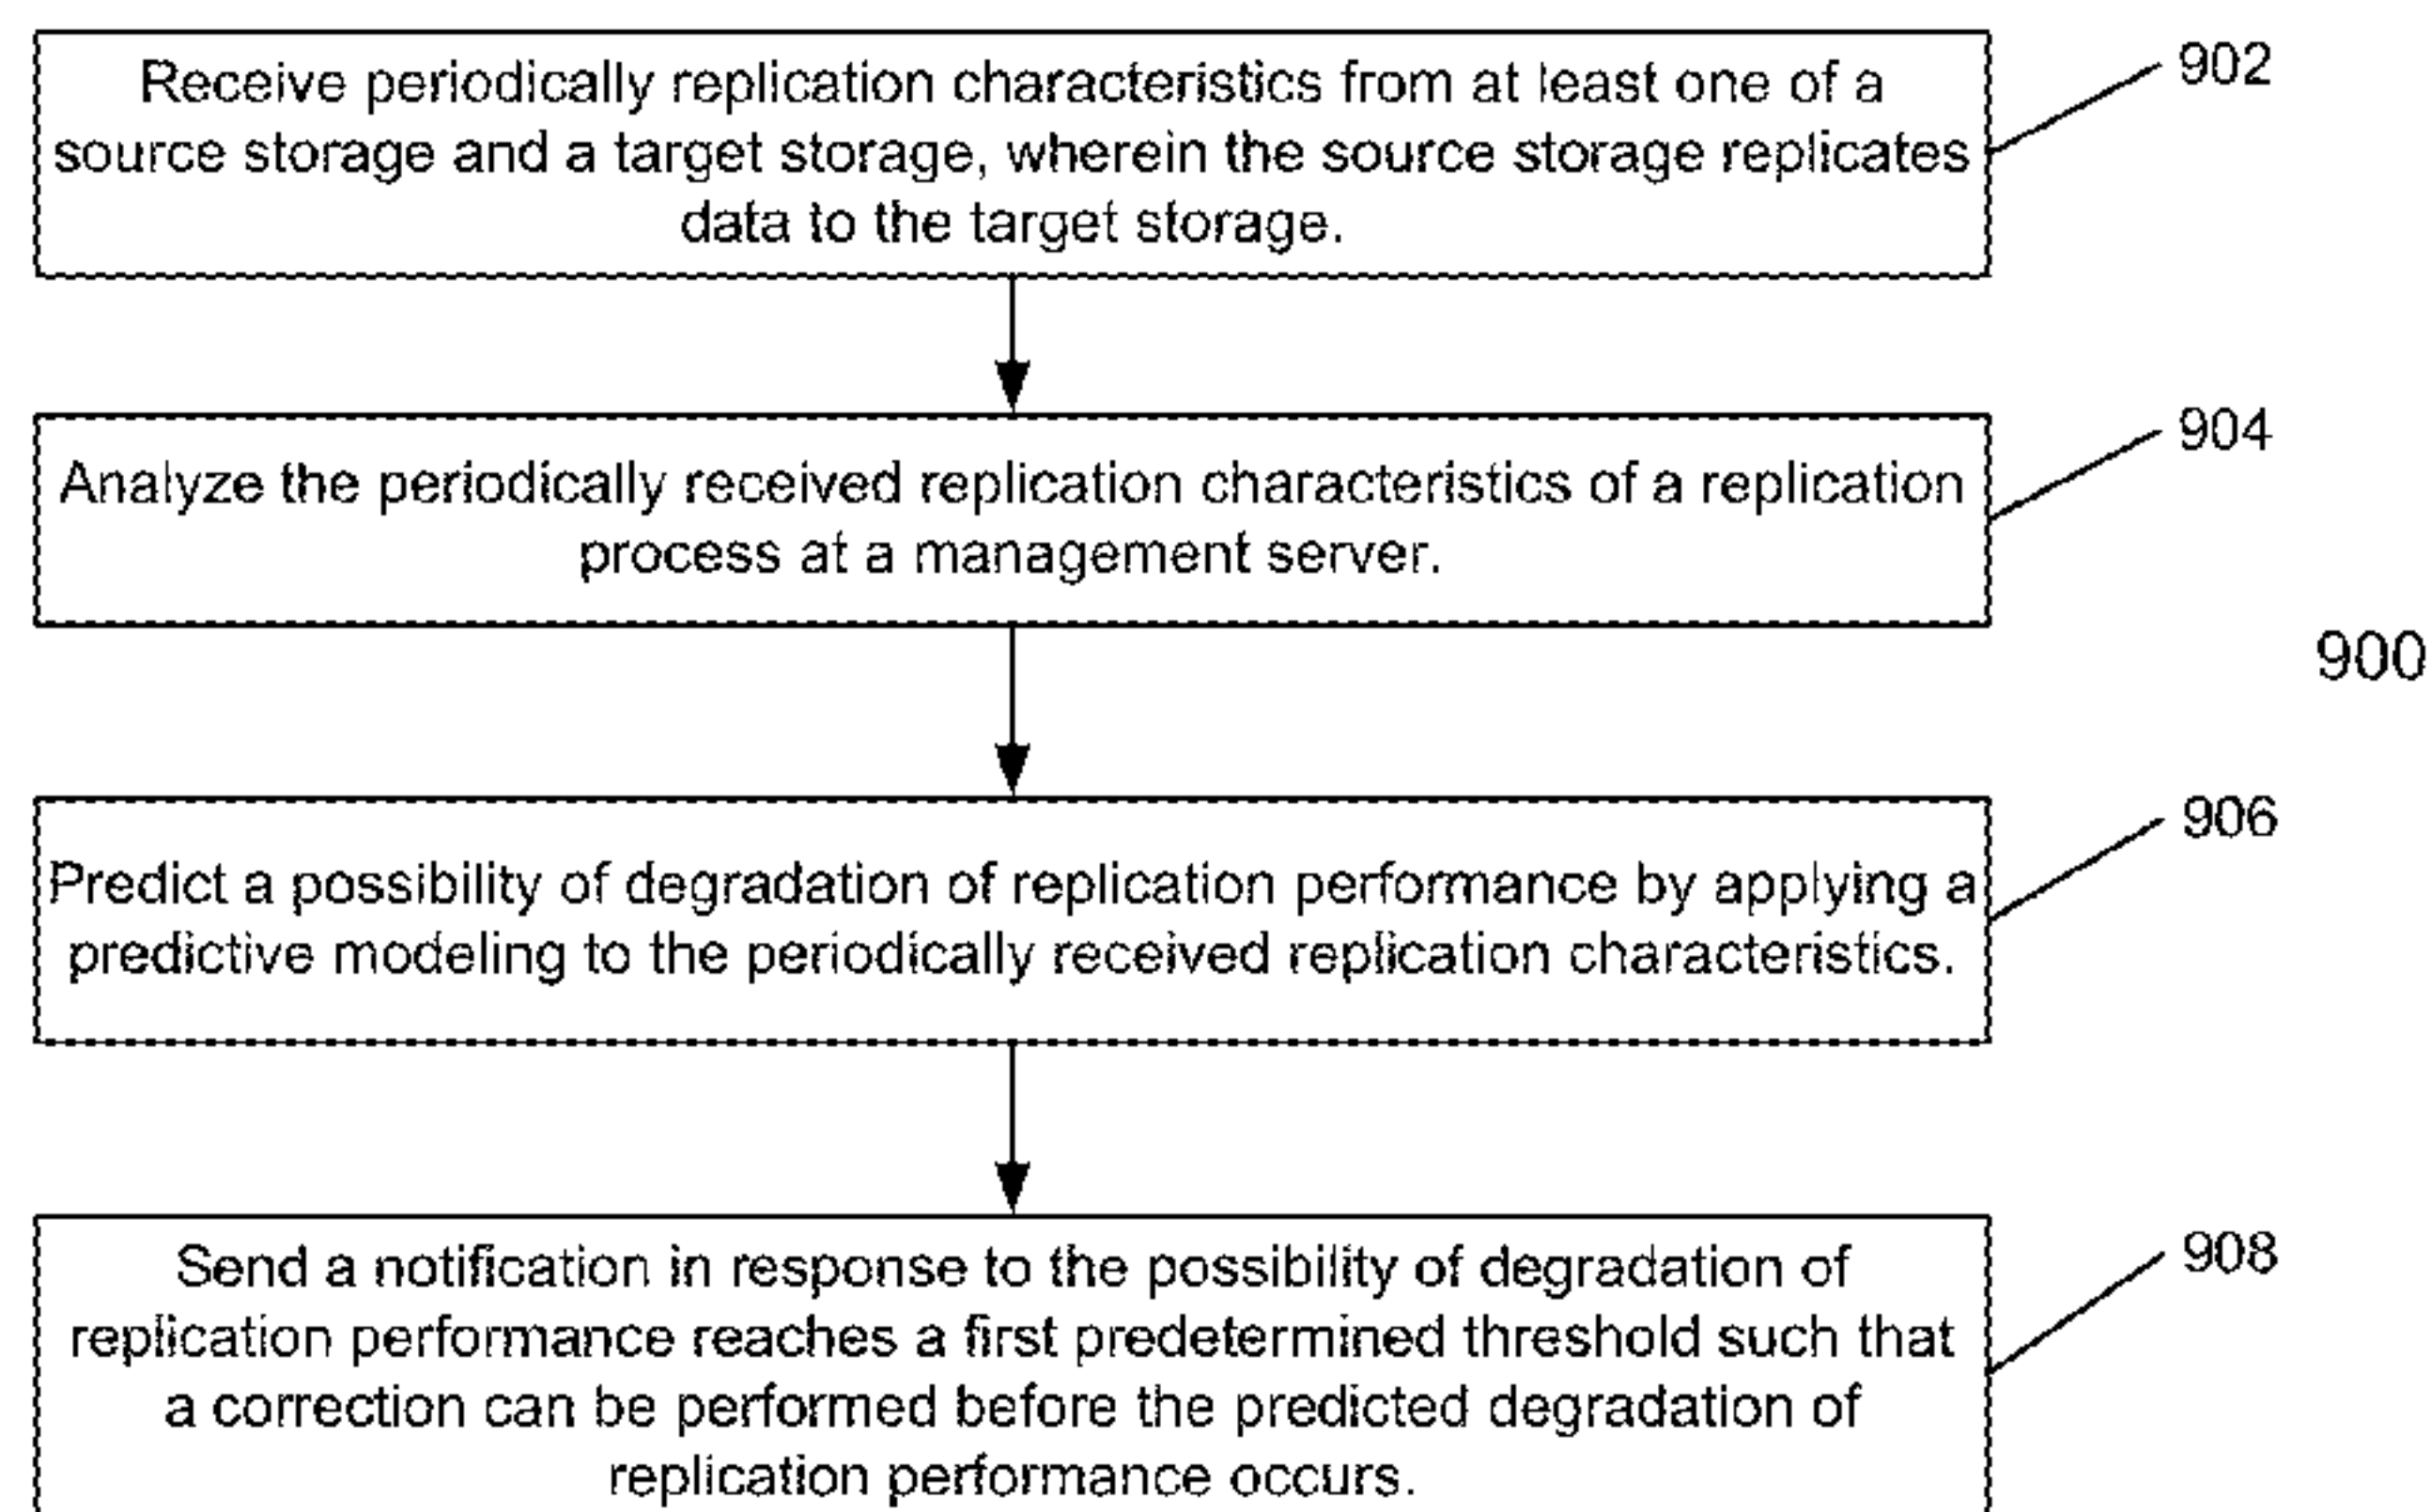 Receive periodically replication characteristics from at least one of a
source storage and a target storage, wherein the source storage replicates
data to the target storage.
902
Analyze the periodically received replication characteristics of a replication
process at a management server.
904
900
Predict a possibility of degradation of replication performance by applying a
predictive modeling to the periodically received replication characteristics.
906
Send a notification in response to the possibility of degradation of
replication performance reaches a first predetermined threshold such that
a correction can be performed before the predicted degradation of
replication performance occurs.
908